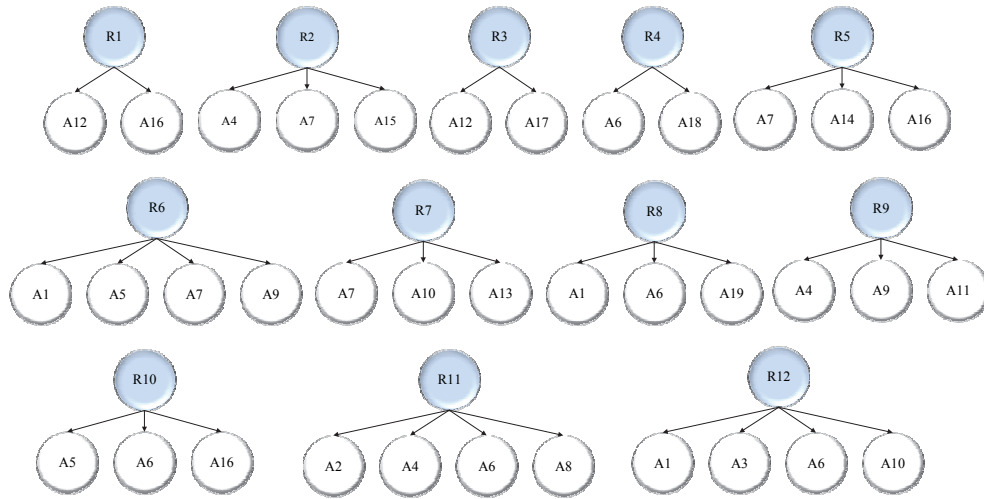 R1 R2 R3 R4 R5
A12 A16 A4 A7 A15 A12 A17 A6 A18 A7 A14 A16
R6 R7 R8 R9
A1 A5 A7 A9 A7 A10 A13 A1 A6 A19 A4 A9 A11
R10 R11 R12
A5 A6 A16 A2 A4 A6 A8 A1 A3 A6 A10